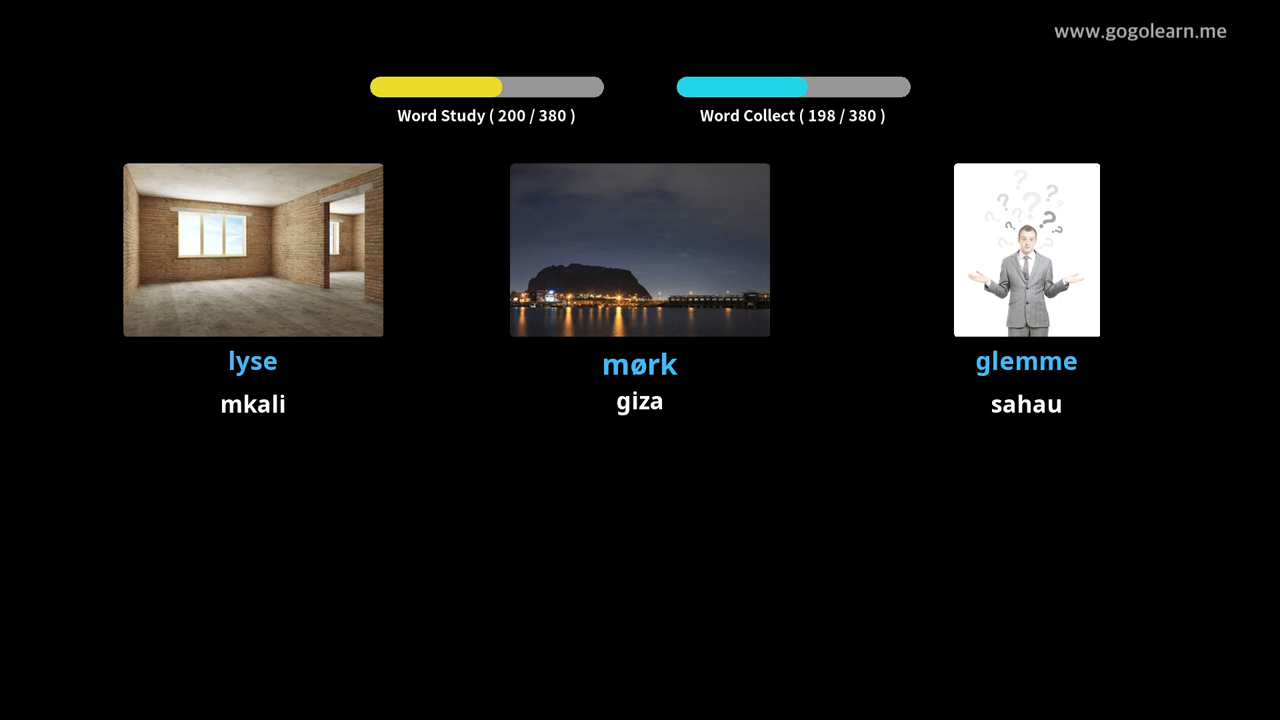 www.gogolearn.me
Word Study ( 200 / 380 )
Word Collect ( 198 / 380 )
lyse
mørk
glemme
mkali
giza
sahau